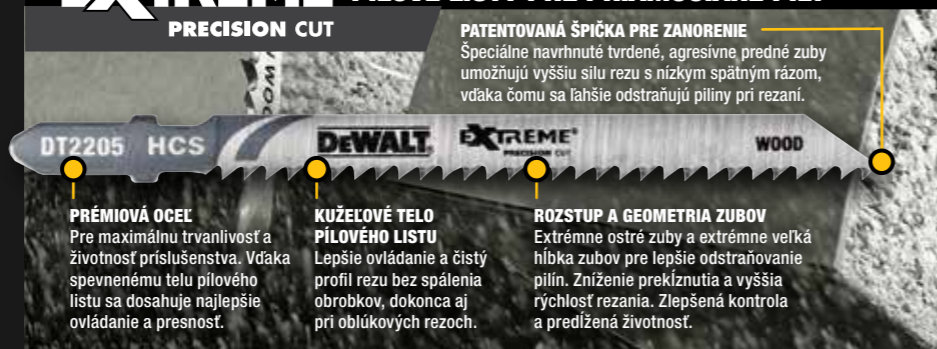 EXTREME
PRECISION CUT
PATENTOVANÁ ŠPIČKA PRE ZANORENIE
Špeciálne navrhnuté tvrdené, agresívne predné zuby
umožňujú vyššiu silu rezu s nízkym spätným rázom,
vďaka čomu sa ľahšie odstraňujú piliny pri rezaní.
DT2205 HCS DEWALT. EXTREME® WOOD
PRECISION CUT
PRÉMIOVÁ OCEĽ
Pre maximálnu trvanlivosť a
životnosť príslušenstva. Vďaka
spevnenému telu pílového
listu sa dosahuje najlepšie
ovládanie a presnosť.
KUŽEĽOVÉ TELO
PÍLOVÉHO LISTU
Lepšie ovládanie a čistý
profil rezu bez spálenia
obrobkov, dokonca aj
pri oblúkových rezoch.
ROZSTUP A GEOMETRIA ZUBOV
Extrémne ostré zuby a extrémne veľká
hĺbka zubov pre lepšie odstraňovanie
pilín. Zníženie prekĺznutia a vyššia
rýchlosť rezania. Zlepšená kontrola
a predĺžená životnosť.